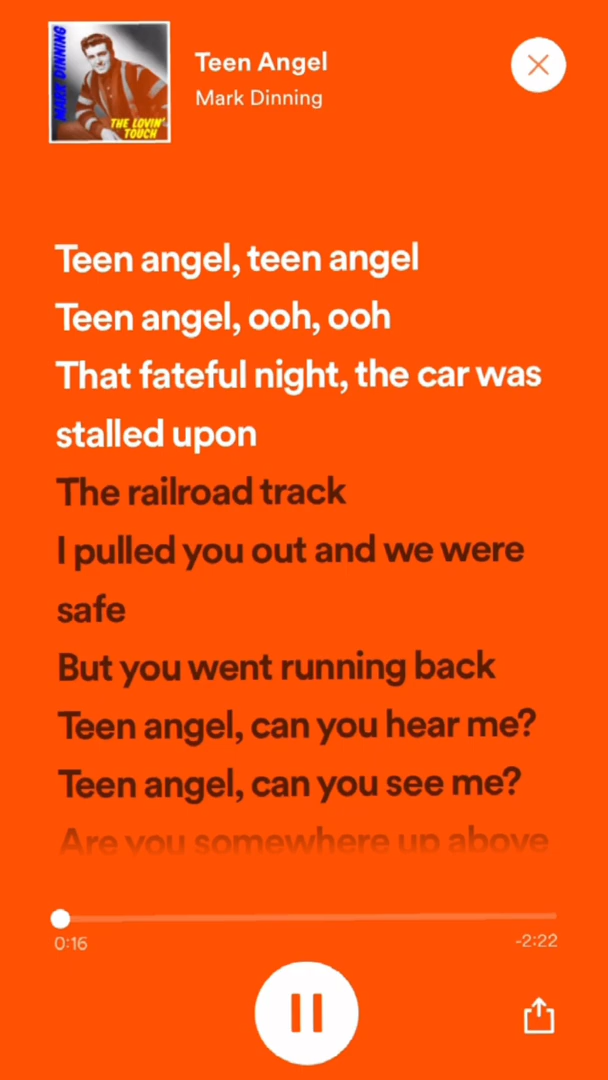 MARK DINNING
THE LOVIN'
TOUCH
Teen Angel
Mark Dinning
Teen angel, teen angel
Teen angel, ooh, ooh
That fateful night, the car was
stalled upon
The railroad track
I pulled you out and we were
safe
But you went running back
Teen angel, can you hear me?
Teen angel, can you see me?
Are you somewhere up above
0:16
-2:22